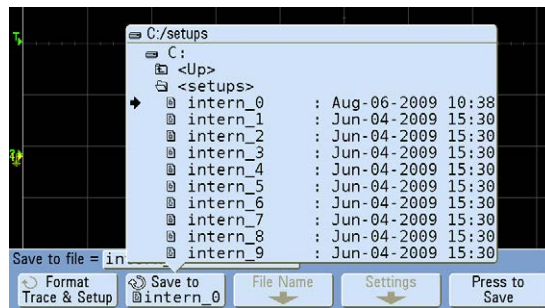 C:/setups
C:
<Up>
<setups>
intern_0 : Aug-06-2009 10:38
intern_1 : Jun-04-2009 15:30
intern_2 : Jun-04-2009 15:30
intern_3 : Jun-04-2009 15:30
intern_4 : Jun-04-2009 15:30
intern_5 : Jun-04-2009 15:30
intern_6 : Jun-04-2009 15:30
intern_7 : Jun-04-2009 15:30
intern_8 : Jun-04-2009 15:30
intern_9 : Jun-04-2009 15:30
Save to file = in
Format
Trace & Setup
Save to
intern_0
File Name
Settings
Press to
Save